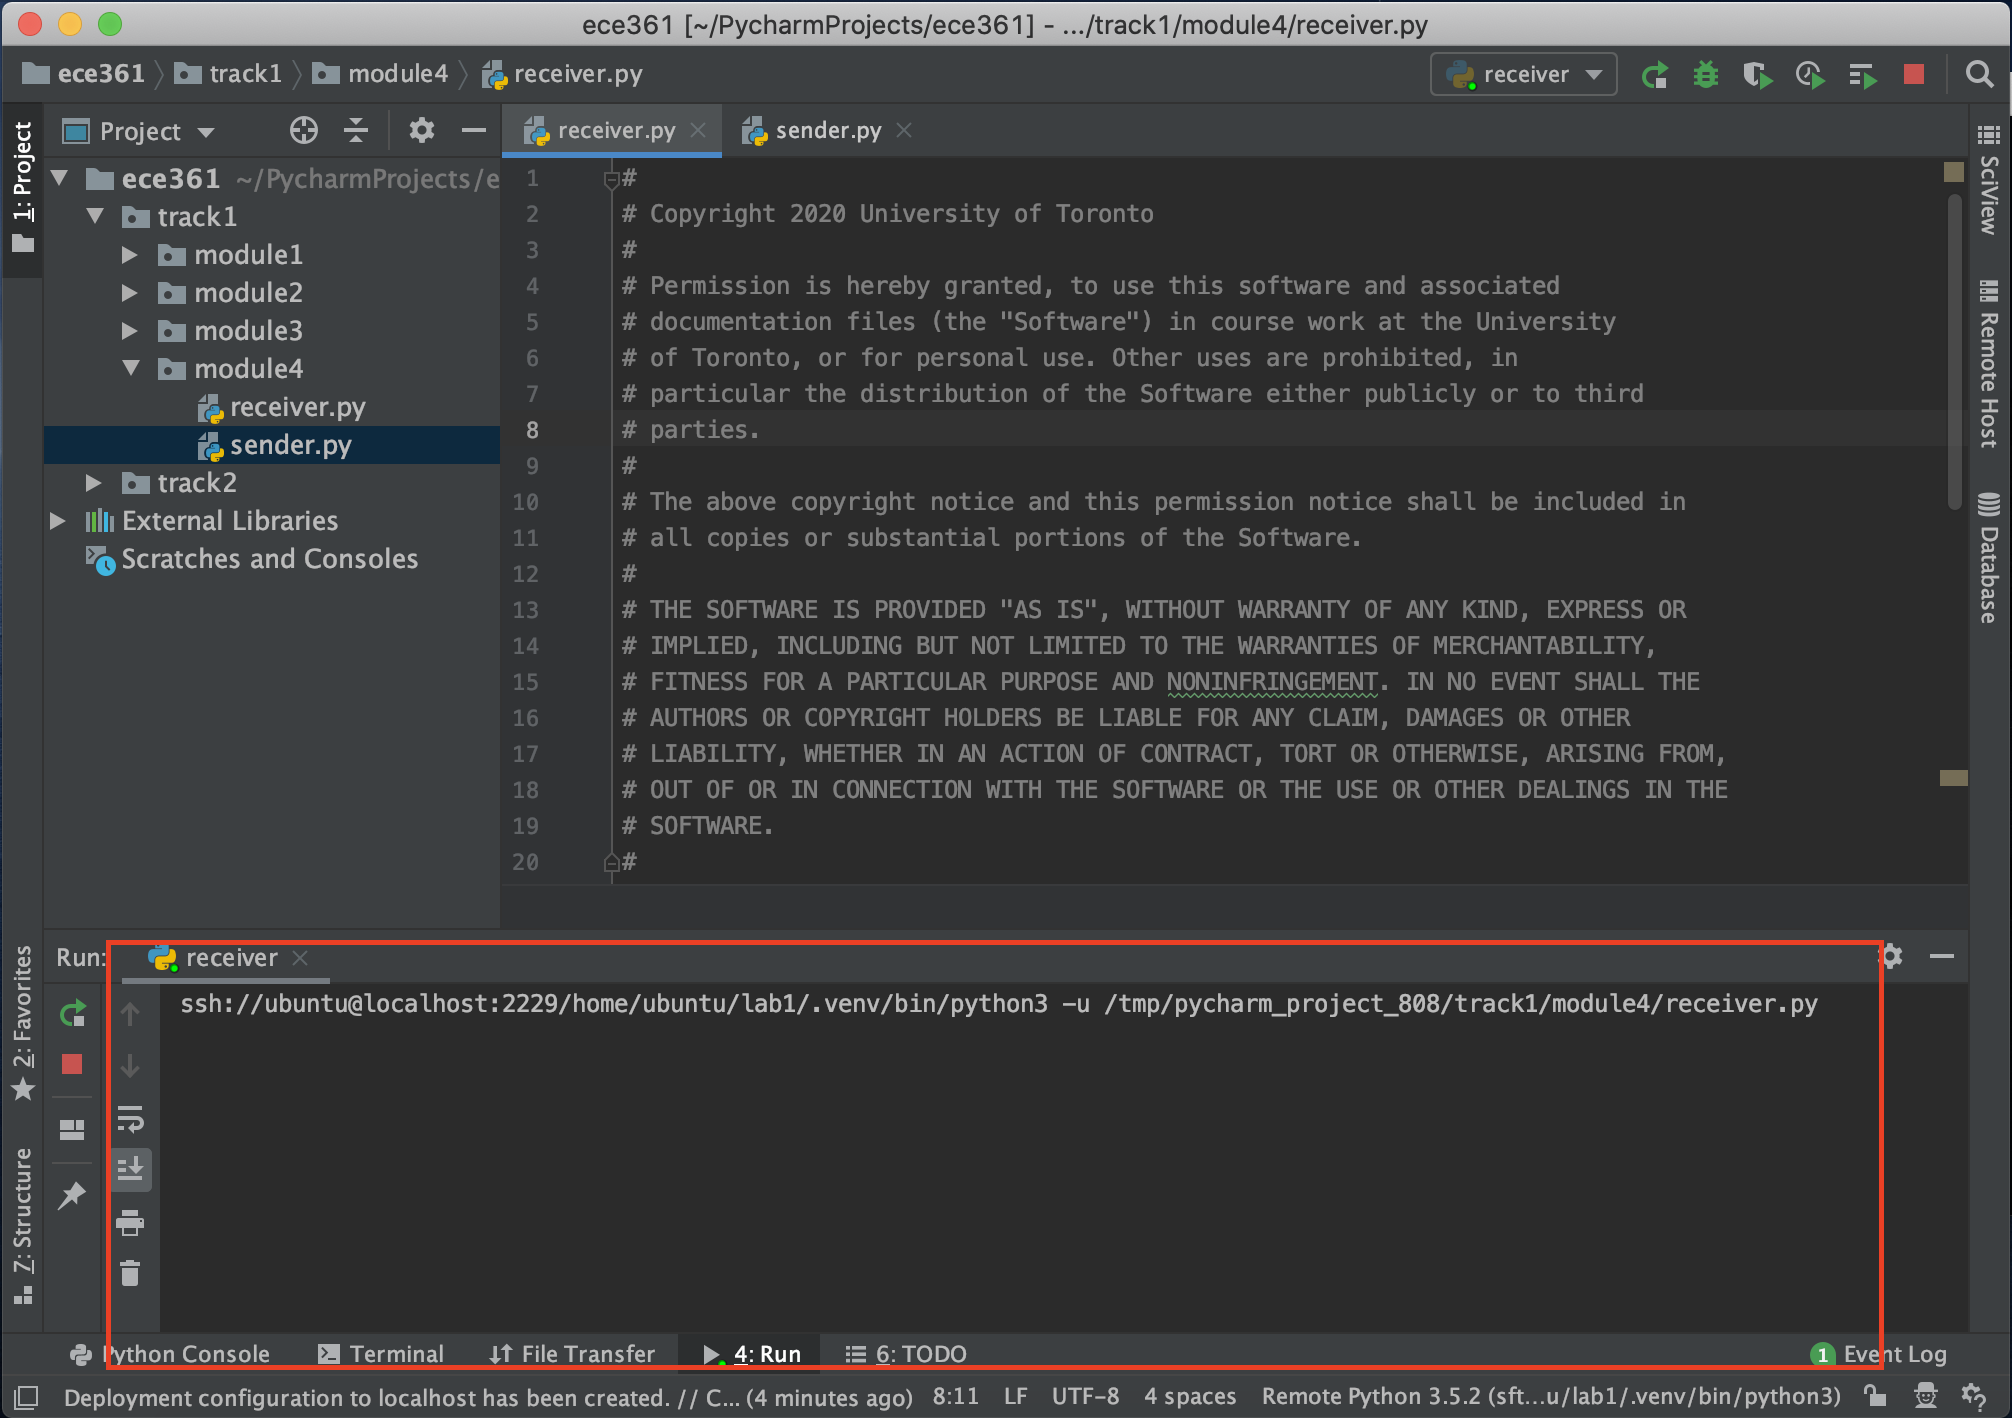 ece361 [~/PycharmProjects/ece361] - .../track1/module4/receiver.py
ece361 track1 module4 receiver.py
receiver
1: Project
Project
receiver.py
sender.py
ece361 ~/PycharmProjects/e
track1
module1
module2
module3
module4
receiver.py
sender.py
track2
External Libraries
Scratches and Consoles
1 #
2 # Copyright 2020 University of Toronto
3 #
4 # Permission is hereby granted, to use this software and associated
5 # documentation files (the "Software") in course work at the University
6 # of Toronto, or for personal use. Other uses are prohibited, in
7 # particular the distribution of the Software either publicly or to third
8 # parties.
9 #
10 # The above copyright notice and this permission notice shall be included in
11 # all copies or substantial portions of the Software.
12 #
13 # THE SOFTWARE IS PROVIDED "AS IS", WITHOUT WARRANTY OF ANY KIND, EXPRESS OR
14 # IMPLIED, INCLUDING BUT NOT LIMITED TO THE WARRANTIES OF MERCHANTABILITY,
15 # FITNESS FOR A PARTICULAR PURPOSE AND NONINFRINGEMENT. IN NO EVENT SHALL THE
16 # AUTHORS OR COPYRIGHT HOLDERS BE LIABLE FOR ANY CLAIM, DAMAGES OR OTHER
17 # LIABILITY, WHETHER IN AN ACTION OF CONTRACT, TORT OR OTHERWISE, ARISING FROM,
18 # OUT OF OR IN CONNECTION WITH THE SOFTWARE OR THE USE OR OTHER DEALINGS IN THE
19 # SOFTWARE.
20 #
SciView
Remote Host
Database
2: Favorites
7: Structure
Run: receiver
ssh://ubuntu@localhost:2229/home/ubuntu/lab1/.venv/bin/python3 -u /tmp/pycharm_project_808/track1/module4/receiver.py
Python Console Terminal File Transfer 4: Run 6: TODO 1 Event Log
Deployment configuration to localhost has been created. // C... (4 minutes ago) 8:11 LF UTF-8 4 spaces Remote Python 3.5.2 (sft...u/lab1/.venv/bin/python3)